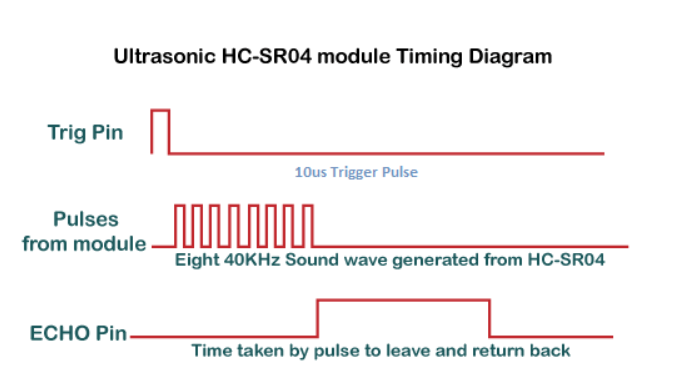 Ultrasonic HC-SR04 module Timing Diagram
Trig Pin
10us Trigger Pulse
Pulses
from module
Eight 40KHz Sound wave generated from HC-SR04
ECHO Pin
Time taken by pulse to leave and return back